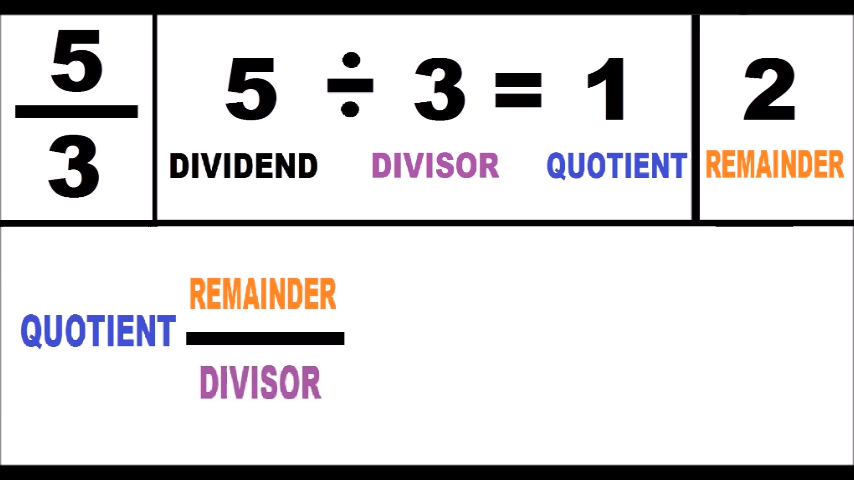 5
3
5 ÷ 3 = 1
2
DIVIDEND DIVISOR QUOTIENT
REMAINDER
REMAINDER
QUOTIENT
DIVISOR